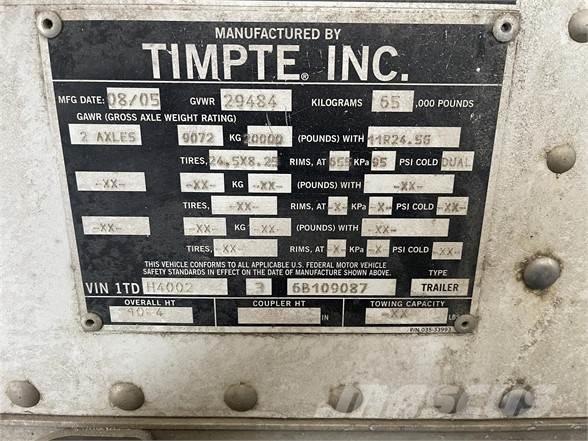 MANUFACTURED BY
TIMPTE® INC.
MFG DATE: 08/05 GVWR 29484 KILOGRAMS 65 ,000 POUNDS
GAWR (GROSS AXLE WEIGHT RATING)
2 AXLES 9072 KG 20000 (POUNDS) WITH 11R24.5G
TIRES, 24.5X8.25 RIMS, AT 655 KPa 95 PSI COLD DUAL
-XX- -XX- KG -XX- (POUNDS) WITH -XX-
TIRES, -XX- RIMS, AT -X- KPa -X- PSI COLD -XX-
-XX- -XX- KG -XX- (POUNDS) WITH -XX-
TIRES, -XX- RIMS, AT -X- KPa -X- PSI COLD -XX-
THIS VEHICLE CONFORMS TO ALL APPLICABLE U.S. FEDERAL MOTOR VEHICLE
SAFETY STANDARDS IN EFFECT ON THE DATE OF MANUFACTURE SHOWN ABOVE. TYPE
VIN 1TD H4002 3 6B109087 TRAILER
OVERALL HT COUPLER HT TOWING CAPACITY
IN -XX- LBS
P/N 035-33993
MASCUS